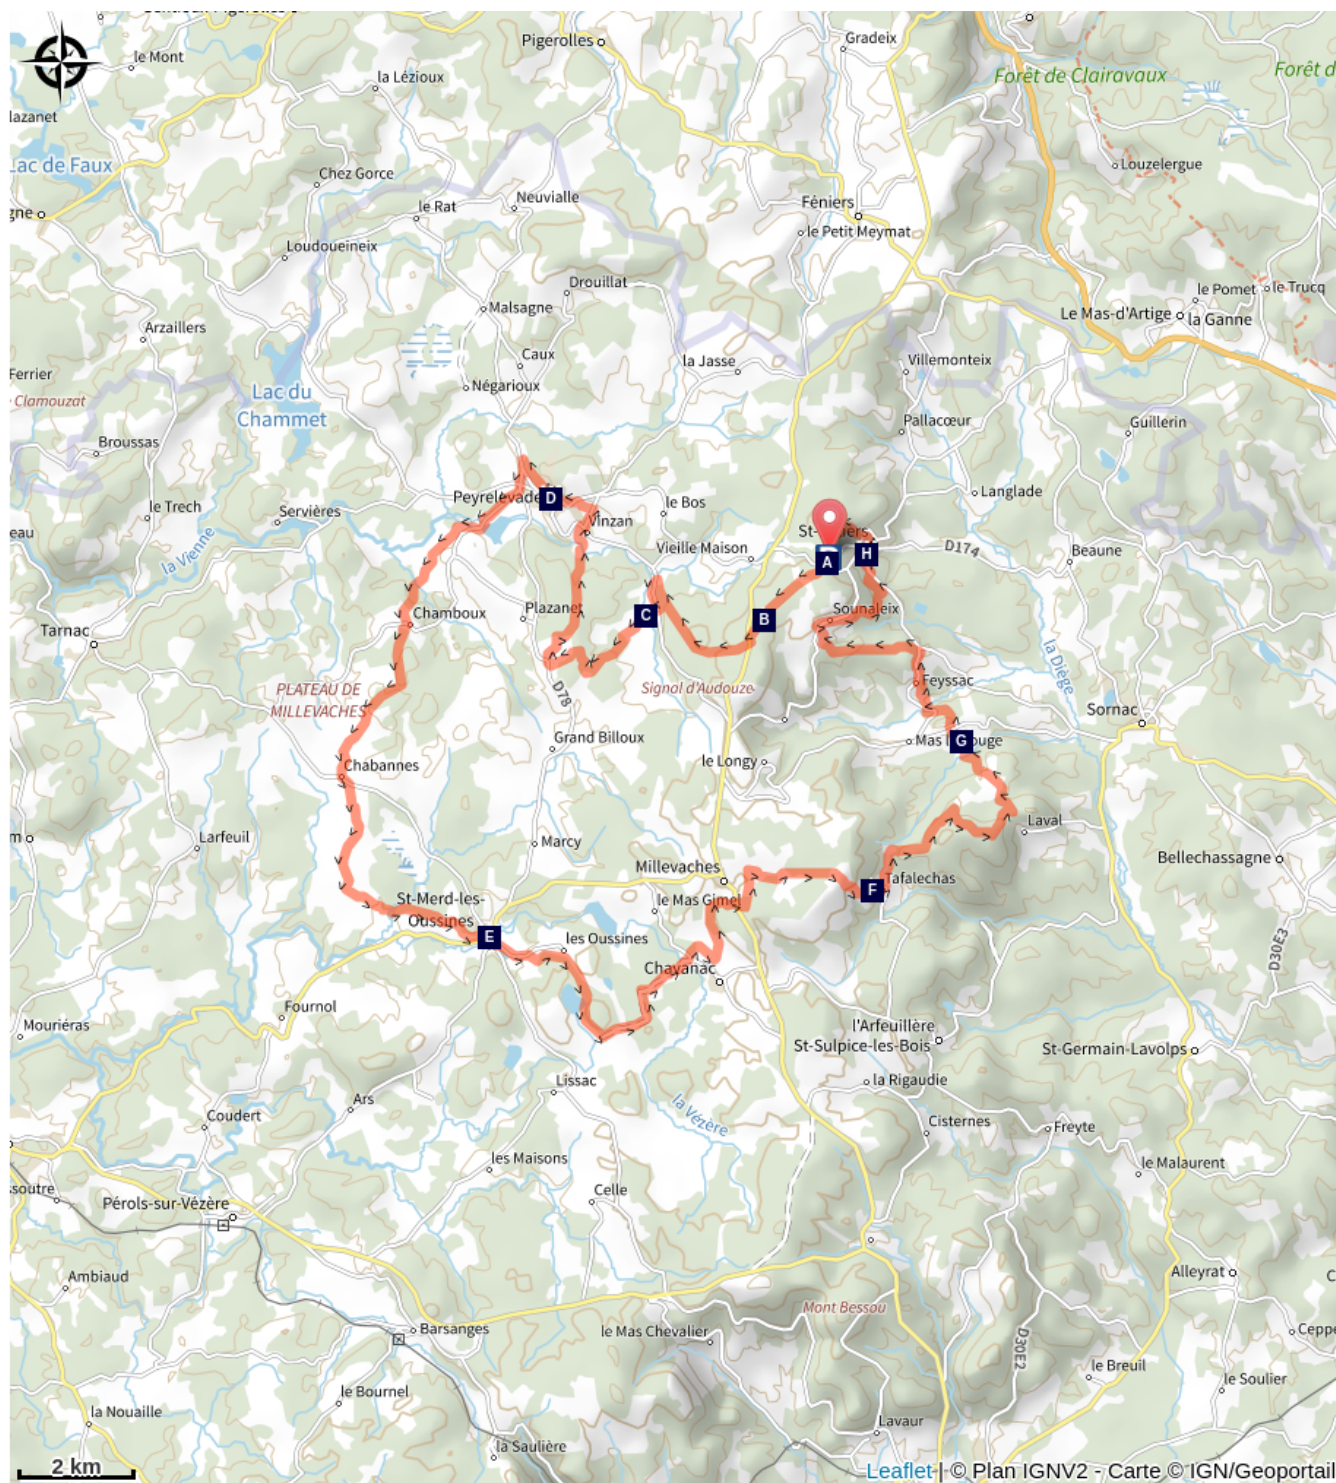 Pigerolles
Gradeix
le Mont
la Lézioux
Forêt de Clairavaux
Forêt d
lazanet
Lac de Faux
Chez Gorce
Louzelergue
gne
le Rat
Neuvialle
Féniers
le Petit Meymat
Loudoueineix
Drouillat
le Pomet
le Trucq
Malsagne
Le Mas-d'Artige
la Ganne
Arzaillers
Caux
la Jasse
Villemonteix
Ferrier
Négarioux
Clamouzat
Lac du
Chammet
Pallacœur
Guillerin
Broussas
Peyrelevade
D
le Bos
Langlade
le Trech
Servières
Vinzan
eau
la Vienne
Vieille Maison
A
H
D174
Beaune
Chamboux
Plazanet
C
B
Sounaleix
Tarnac
la Diège
PLATEAU DE
MILLEVACHES
D78
Signol d'Audouze
Feyssac
Sornac
Grand Billoux
G
Chabannes
le Longy
m
Larfeuil
Marcy
Laval
Millevaches
Bellechassagne
St-Merd-les-
Oussines
le Mas Gimel
F
Tafalechas
E
les Oussines
D30E3
Chavanac
Fournol
Mouriéras
l'Arfeuillère
St-Sulpice-les-Bois
St-Germain-Lavolps
Lissac
la Rigaudie
Ars
la Vézère
Coudert
Cisternes
Freyte
les Maisons
le Malaurent
ssoutre
Celle
Pérols-sur-Vézère
Ambiaud
Alleyrat
C
Mont Bessou
Barsanges
le Mas Chevalier
D30E2
Ceppe
le Breuil
le Bournel
le Soulier
la Nouaille
Lavaur
la Saulière
2 km
Leaflet | © Plan IGNV2 - Carte © IGN/Geoportail